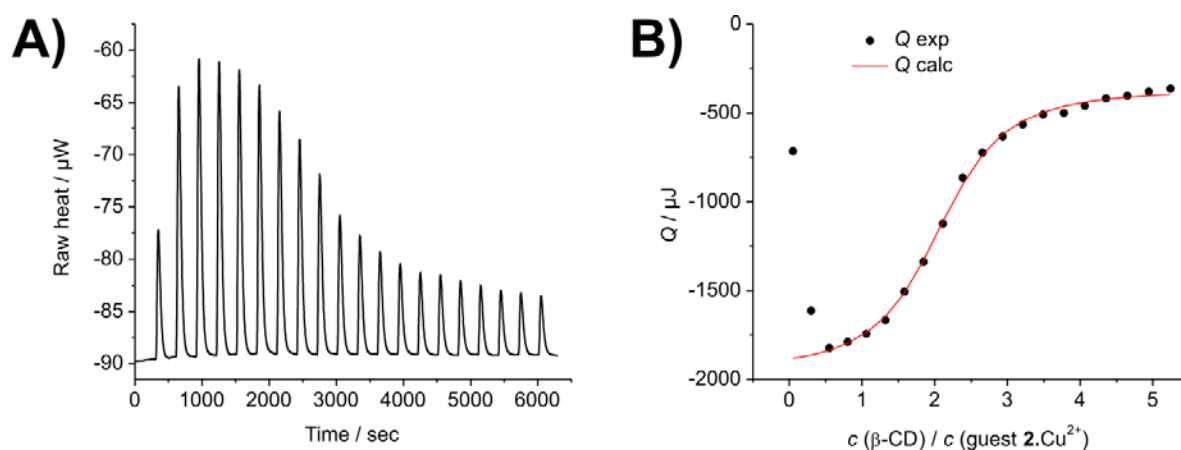 A)
Raw heat / µW
-60
-65
-70
-75
-80
-85
-90
0 1000 2000 3000 4000 5000 6000
Time / sec
B)
Q exp
Q calc
Q / µJ
0
-500
-1000
-1500
-2000
0 1 2 3 4 5
c (β-CD) / c (guest 2.Cu²⁺)